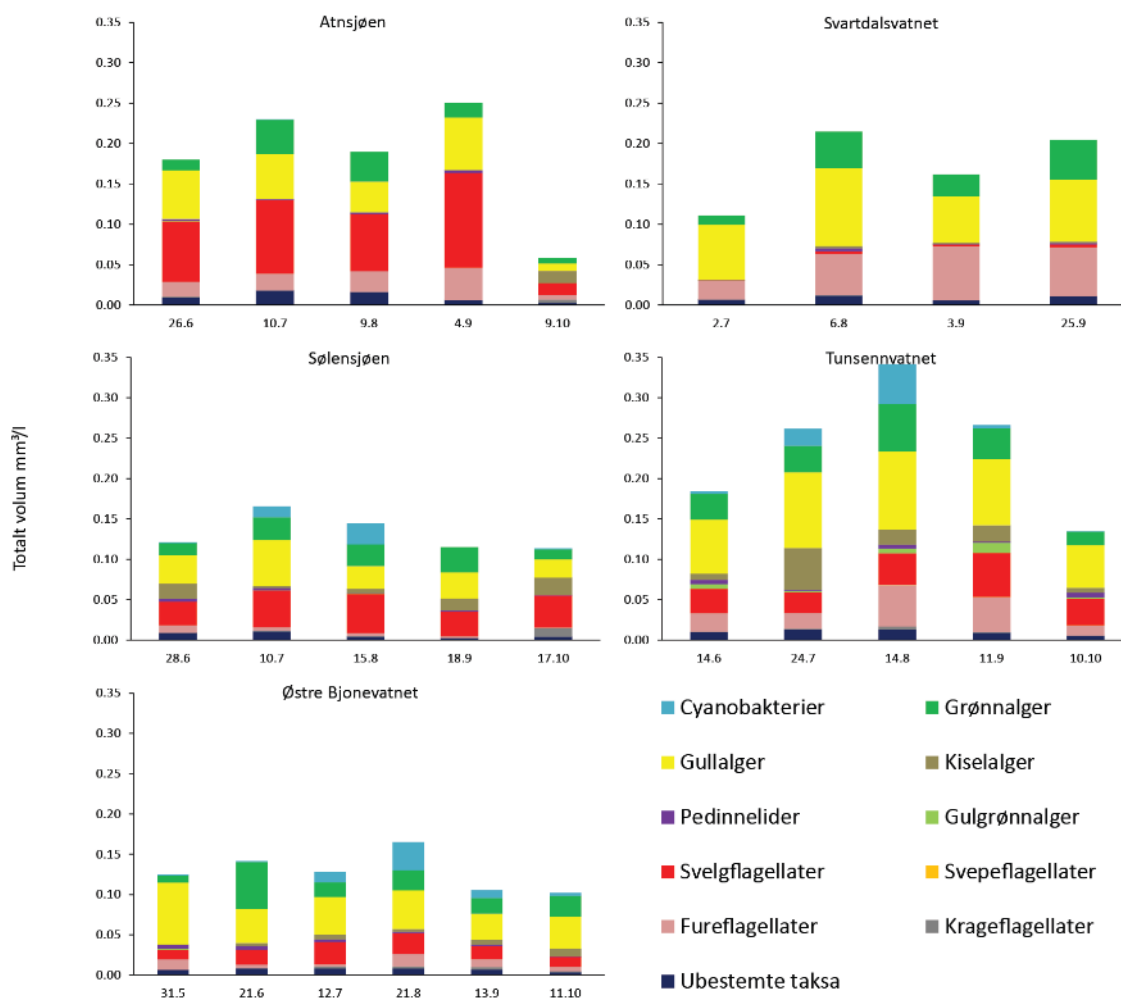 Atnsjøen
0.35
0.30
0.25
0.20
0.15
0.10
0.05
0.00
26.6 10.7 9.8 4.9 9.10
Svartdalsvatnet
0.35
0.30
0.25
0.20
0.15
0.10
0.05
0.00
2.7 6.8 3.9 25.9
Totalt volum mm³/l
Sølensjøen
0.35
0.30
0.25
0.20
0.15
0.10
0.05
0.00
28.6 10.7 15.8 18.9 17.10
Tunsennvatnet
0.35
0.30
0.25
0.20
0.15
0.10
0.05
0.00
14.6 24.7 14.8 11.9 10.10
Østre Bjonevatnet
0.35
0.30
0.25
0.20
0.15
0.10
0.05
0.00
31.5 21.6 12.7 21.8 13.9 11.10
Cyanobakterier Grønnalger
Gullalger Kiselalger
Pedinnelider Gulgrønnalger
Svelgflagellater Svepeflagellater
Fureflagellater Krageflagellater
Ubestemte taksa